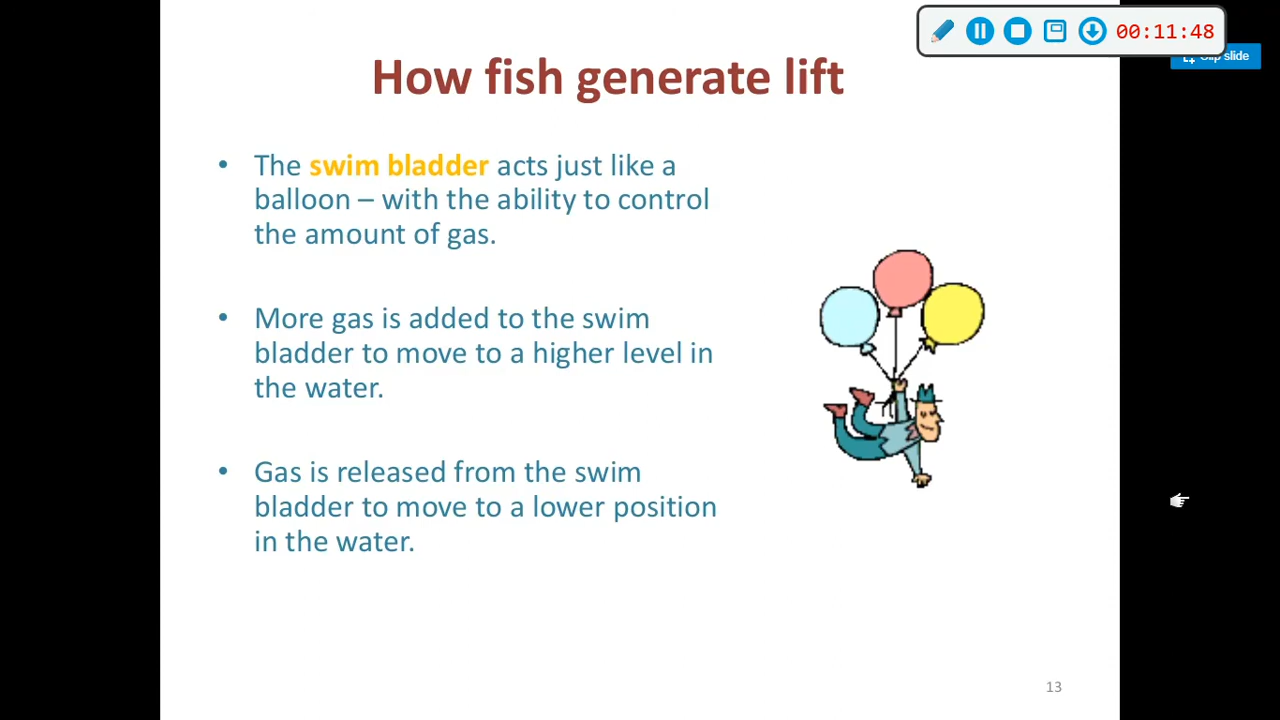 00:11:48
Clip slide
How fish generate lift
• The swim bladder acts just like a
balloon – with the ability to control
the amount of gas.
• More gas is added to the swim
bladder to move to a higher level in
the water.
• Gas is released from the swim
bladder to move to a lower position
in the water.
13